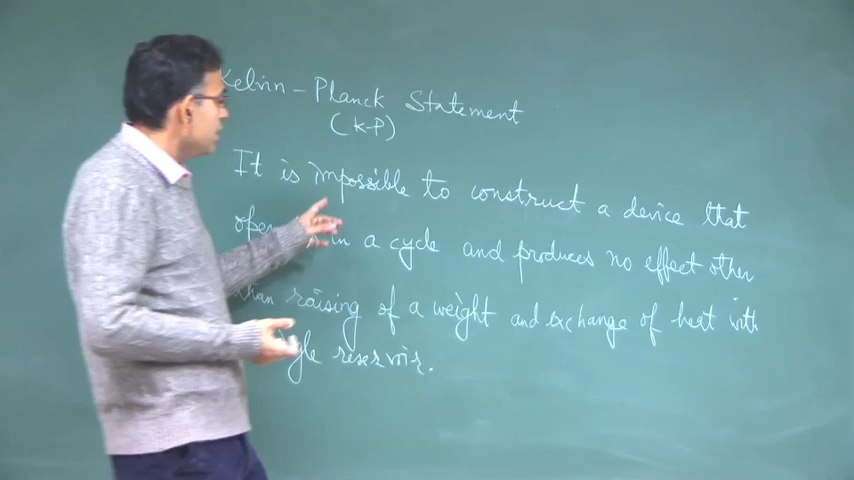 Kelvin - Planck Statement
(K-P)
It is impossible to construct a device that
in a cycle and produces no effect other
than raising of a weight and exchange of heat with
reservoir.